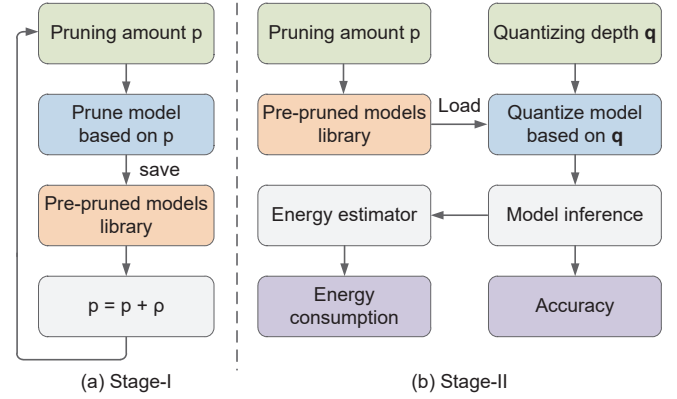 Pruning amount p
Prune model
based on p
save
Pre-pruned models
library
p = p + ρ
(a) Stage-I
Pruning amount p
Quantizing depth q
Pre-pruned models
library
Load
Quantize model
based on q
Energy estimator
Model inference
Energy
consumption
Accuracy
(b) Stage-II